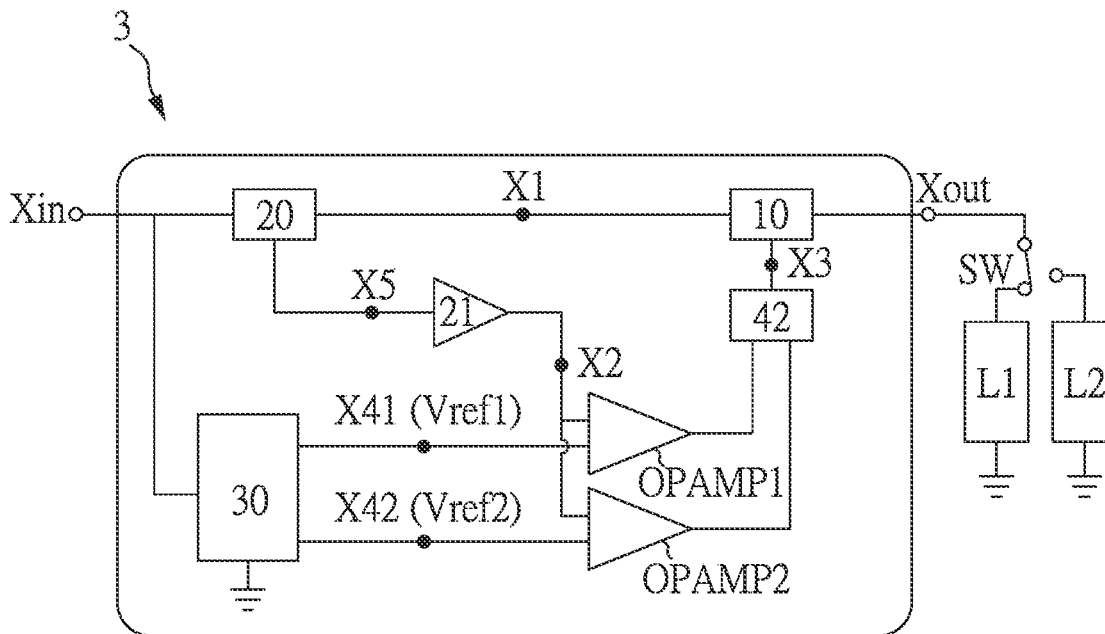 3
Xin
20
X1
10
Xout
X3
SW
X5
21
42
X2
L1
L2
X41 (Vref1)
OPAMP1
30
X42 (Vref2)
OPAMP2